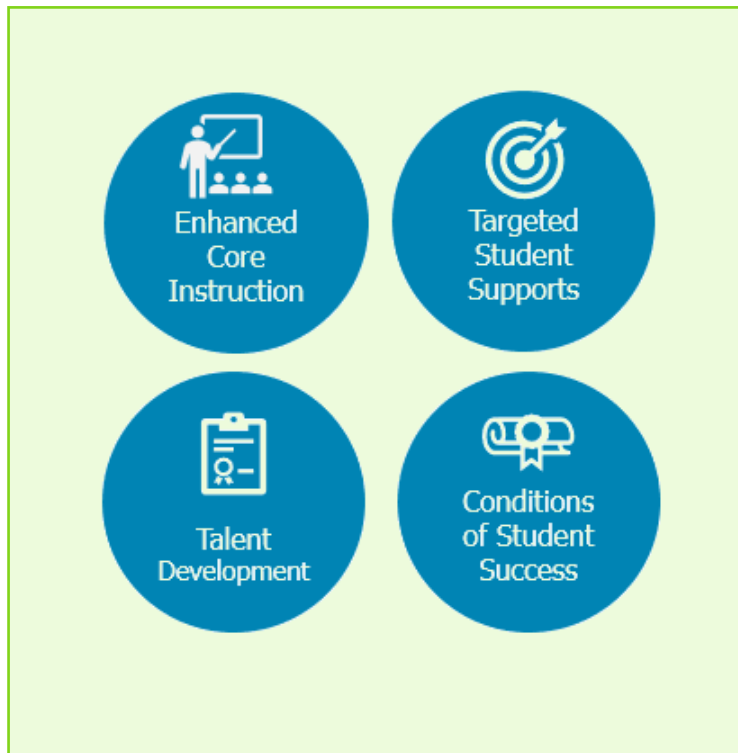 Enhanced
Core
Instruction
Targeted
Student
Supports
Talent
Development
Conditions
of Student
Success